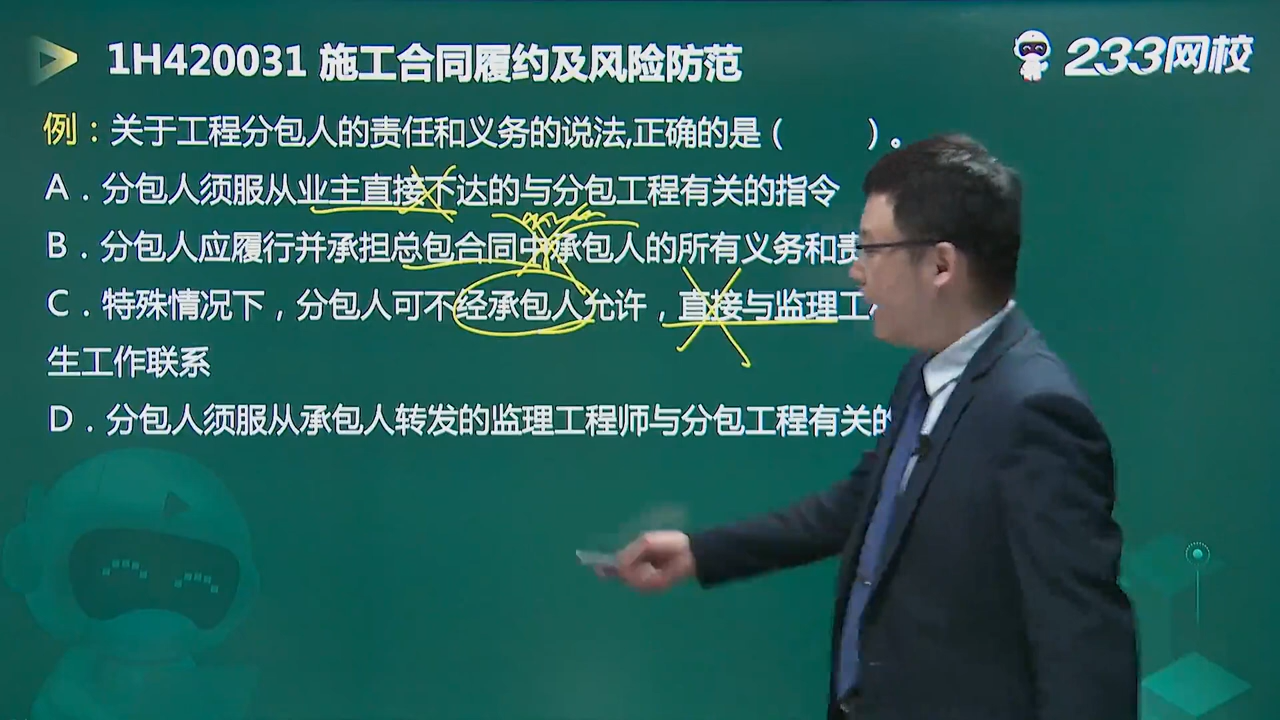 1H420031 施工合同履约及风险防范
233网校
例：关于工程分包人的责任和义务的说法,正确的是（　　）。
A．分包人须服从业主直接下达的与分包工程有关的指令
B．分包人应履行并承担总包合同中承包人的所有义务和责
C．特殊情况下，分包人可不经承包人允许，直接与监理工
生工作联系
D．分包人须服从承包人转发的监理工程师与分包工程有关的